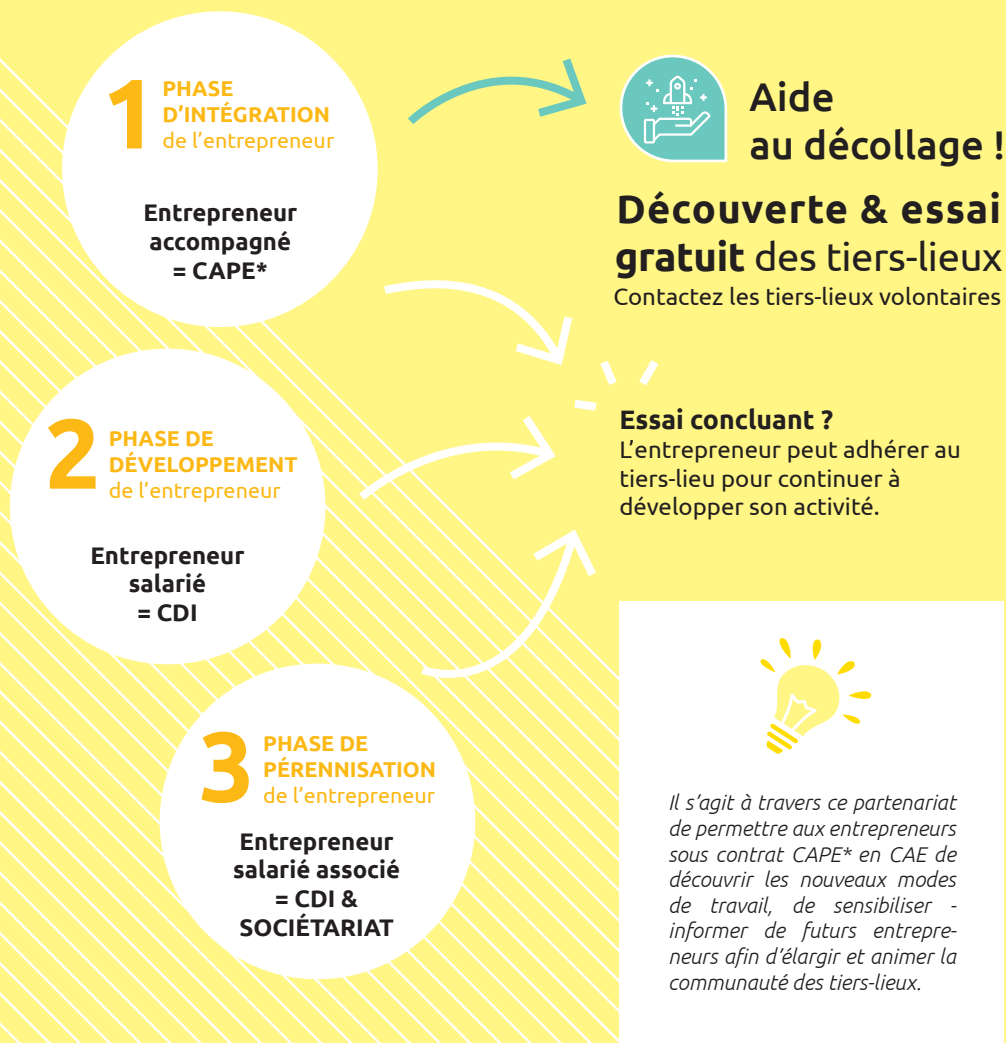 1 PHASE
D'INTÉGRATION
de l'entrepreneur
Entrepreneur
accompagné
= CAPE*
2 PHASE DE
DÉVELOPPEMENT
de l'entrepreneur
Entrepreneur
salarié
= CDI
3 PHASE DE
PÉRENNISATION
de l'entrepreneur
Entrepreneur
salarié associé
= CDI &
SOCIÉTARIAT
Aide
au décollage !
Découverte & essai
gratuit des tiers-lieux
Contactez les tiers-lieux volontaires
Essai concluant ?
L'entrepreneur peut adhérer au
tiers-lieu pour continuer à
développer son activité.
Il s'agit à travers ce partenariat
de permettre aux entrepreneurs
sous contrat CAPE* en CAE de
découvrir les nouveaux modes
de travail, de sensibiliser -
informer de futurs entrepre-
neurs afin d'élargir et animer la
communauté des tiers-lieux.